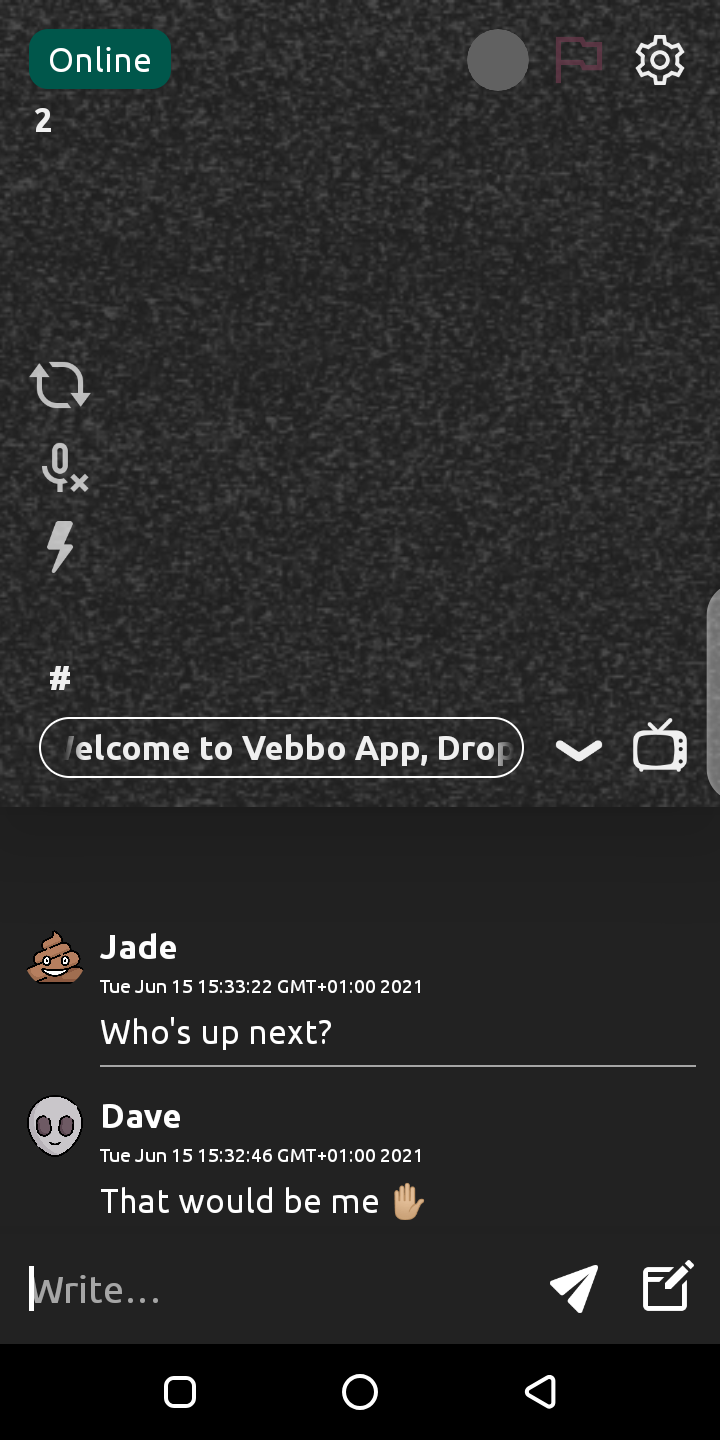 Online
2
#
elcome to Vebbo App, Drop
Jade
Tue Jun 15 15:33:22 GMT+01:00 2021
Who's up next?
Dave
Tue Jun 15 15:32:46 GMT+01:00 2021
That would be me 🤚🏼
Write...